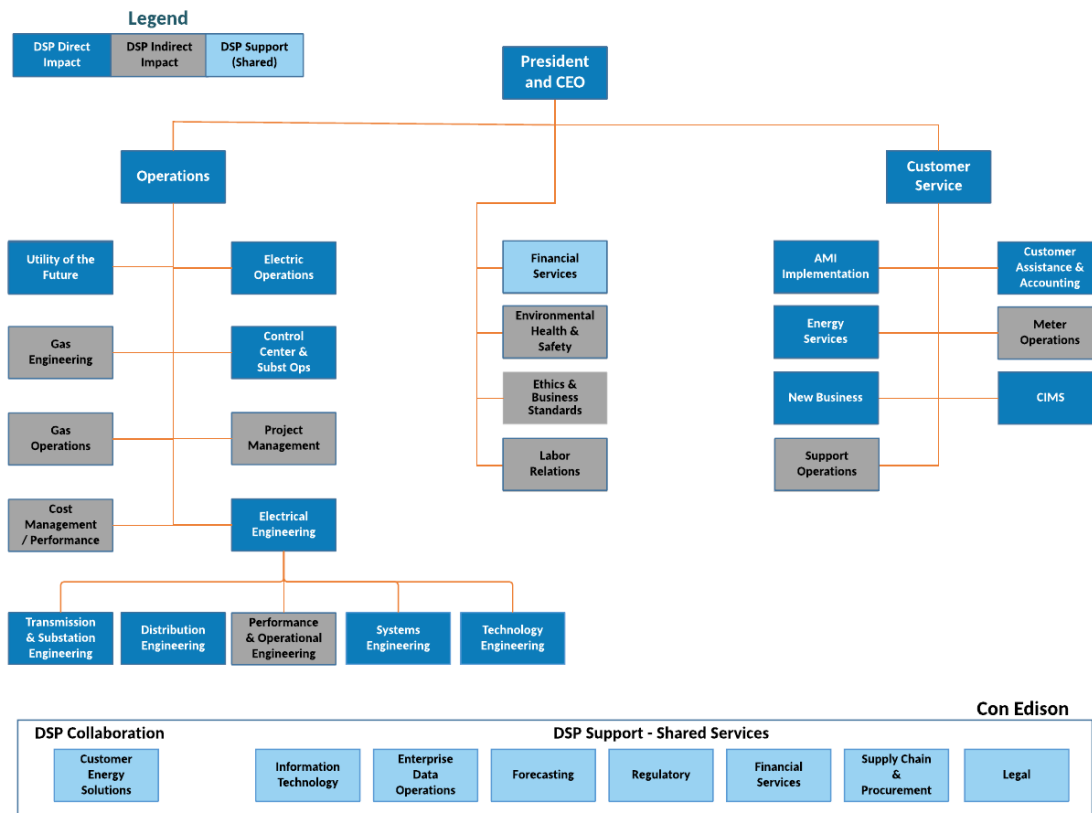 Legend
DSP Direct
Impact
DSP Indirect
Impact
DSP Support
(Shared)
President
and CEO
Operations
Customer
Service
Utility of the
Future
Electric
Operations
Financial
Services
AMI
Implementation
Customer
Assistance &
Accounting
Gas
Engineering
Control
Center &
Subst Ops
Environmental
Health &
Safety
Energy
Services
Meter
Operations
Gas
Operations
Project
Management
Ethics &
Business
Standards
New Business
CIMS
Cost
Management
/ Performance
Electrical
Engineering
Labor
Relations
Support
Operations
Transmission
& Substation
Engineering
Distribution
Engineering
Performance
& Operational
Engineering
Systems
Engineering
Technology
Engineering
Con Edison
DSP Collaboration
DSP Support - Shared Services
Customer
Energy
Solutions
Information
Technology
Enterprise
Data
Operations
Forecasting
Regulatory
Financial
Services
Supply Chain
&
Procurement
Legal